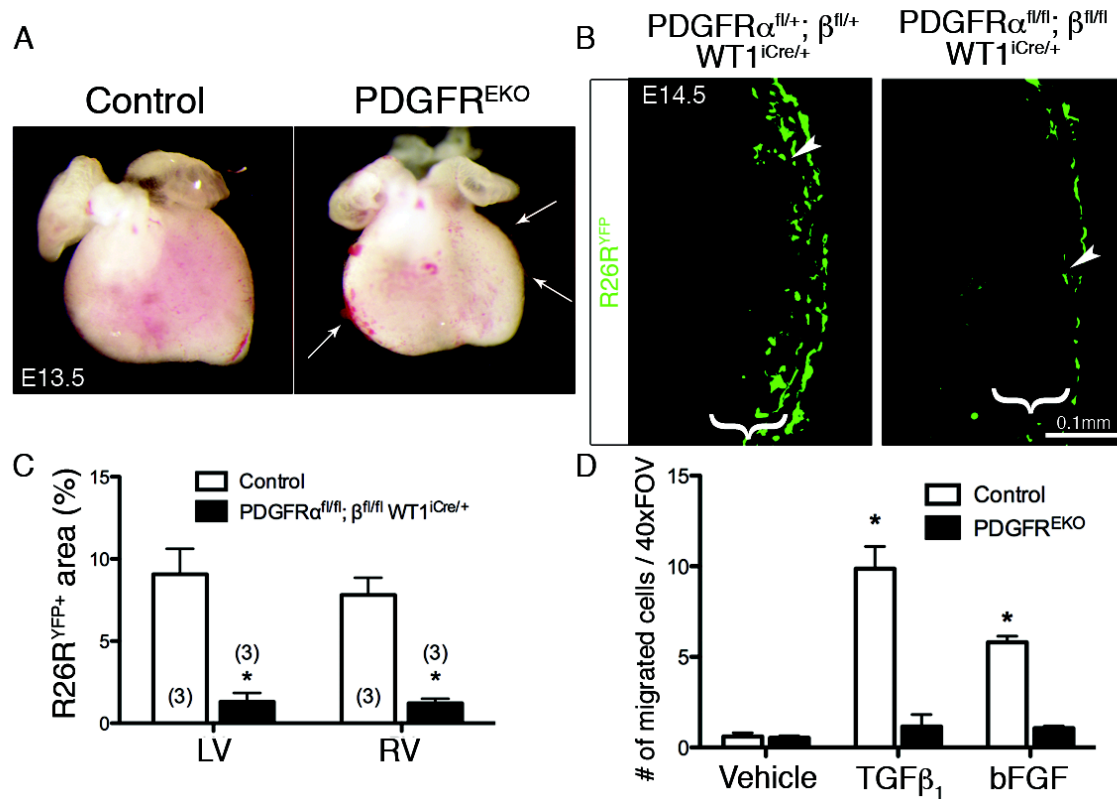 A
Control
PDGFR^EKO
E13.5
B
PDGFRα^fl/+; β^fl/+
WT1^iCre/+
PDGFRα^fl/fl; β^fl/fl
WT1^iCre/+
R26R^YFP
E14.5
0.1mm
C
R26R^YFP+ area (%)
15
10
5
0
Control
PDGFRα^fl/fl; β^fl/fl WT1^iCre/+
(3)
(3)
*
(3)
(3)
*
LV
RV
D
# of migrated cells / 40xFOV
15
10
5
0
Control
PDGFR^EKO
*
*
Vehicle
TGFβ₁
bFGF